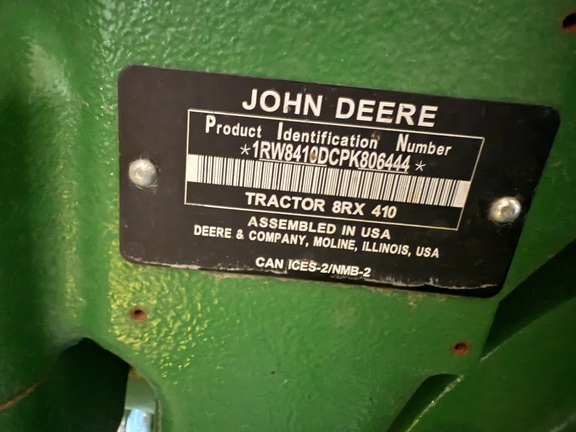 JOHN DEERE
Product Identification Number
*1RW8410DCPK806444*
TRACTOR 8RX 410
ASSEMBLED IN USA
DEERE & COMPANY, MOLINE, ILLINOIS, USA
CAN ICES-2/NMB-2